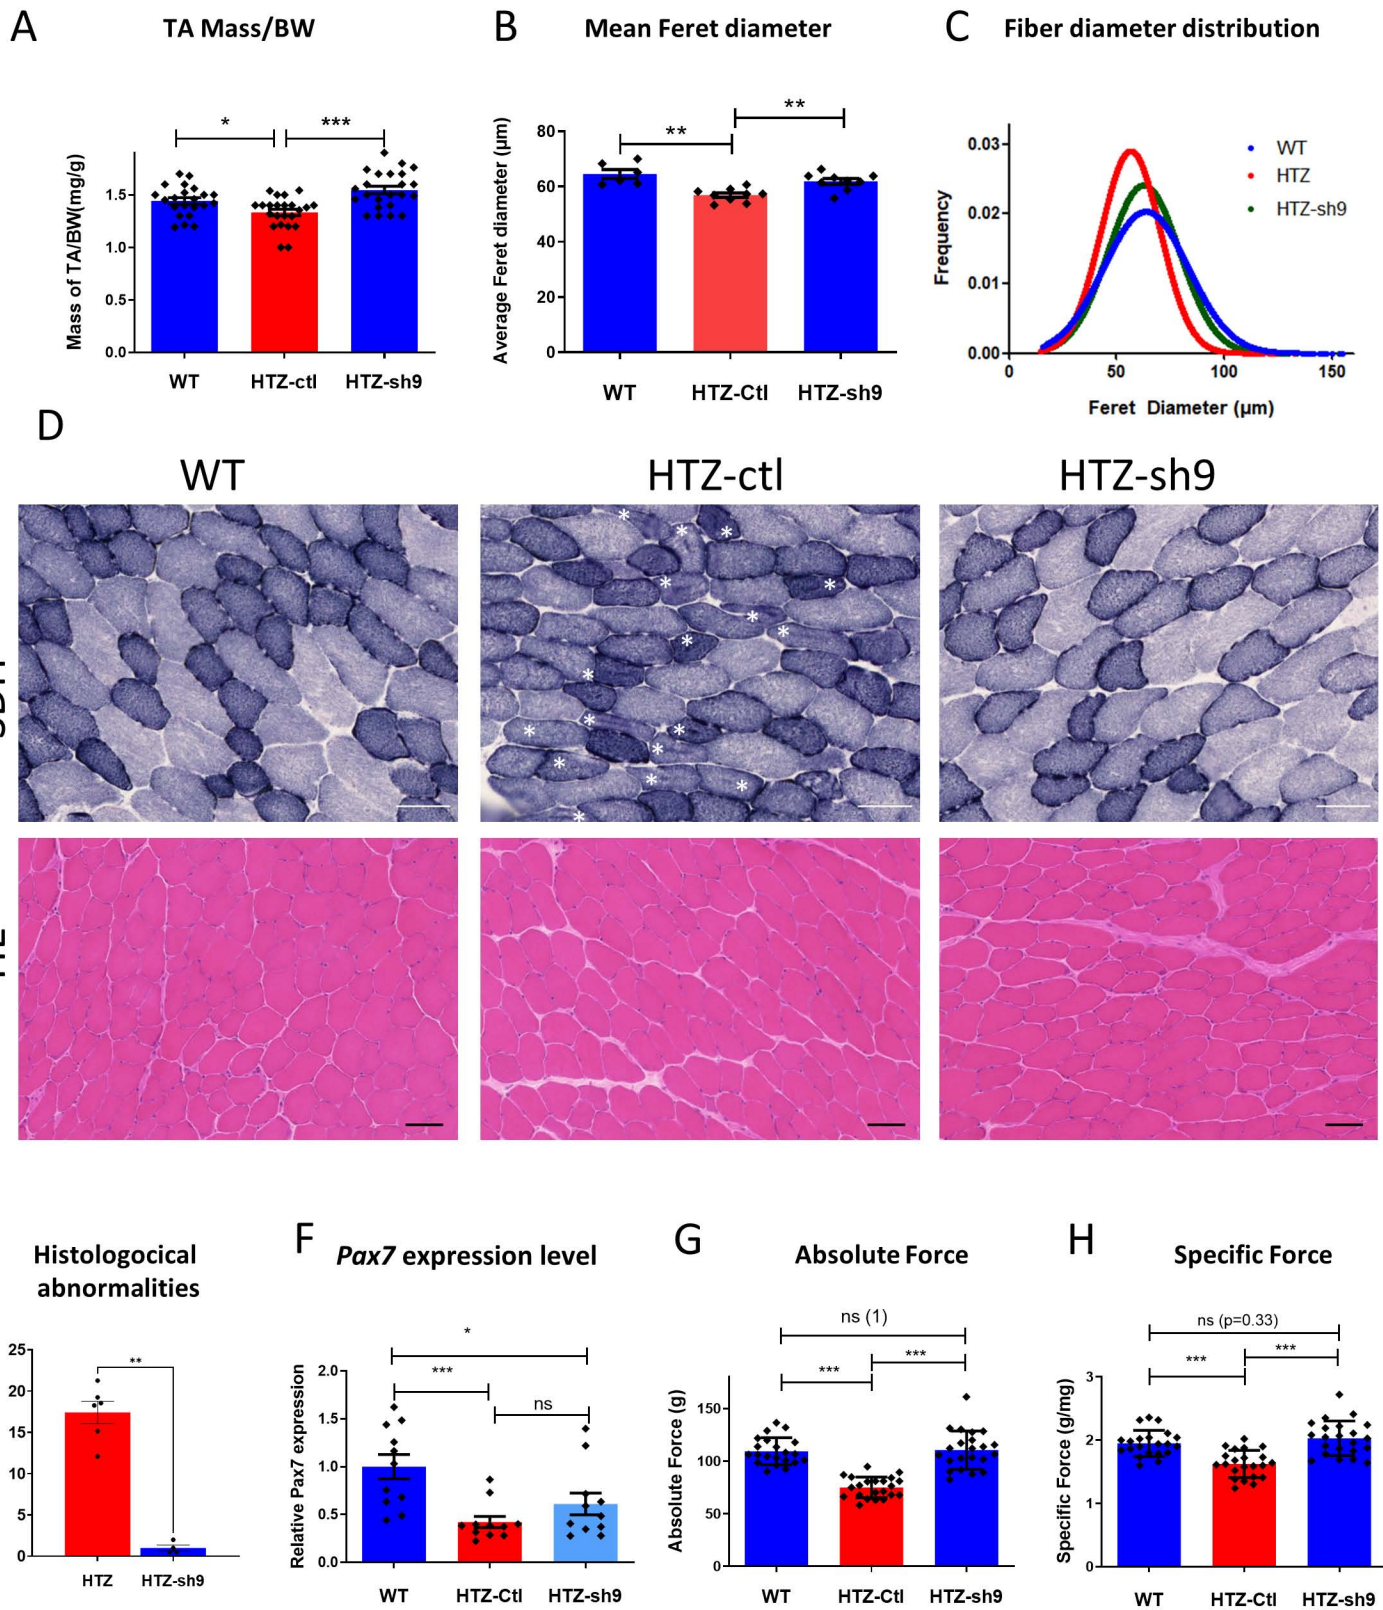 A TA Mass/BW
B Mean Feret diameter
C Fiber diameter distribution
* ***
Mass of TA/BW(mg/g)
1.5
1.0
0.5
0.0
WT HTZ-ctl HTZ-sh9
** **
Average Feret diameter (µm)
80
60
40
20
0
WT HTZ-Ctl HTZ-sh9
Frequency
0.03
0.02
0.01
0.00
0 50 100 150
Feret Diameter (µm)
WT
HTZ
HTZ-sh9
D
WT HTZ-ctl HTZ-sh9
* * *
* *
* *
*
*
* * *
*
*
* *
*
Histologocical
abnormalities
25
20
15
10
5
0
**
HTZ HTZ-sh9
F Pax7 expression level
*
***
ns
Relative Pax7 expression
2.0
1.5
1.0
0.5
0.0
WT HTZ-Ctl HTZ-sh9
G Absolute Force
ns (1)
*** ***
Absolute Force (g)
150
100
50
0
WT HTZ-Ctl HTZ-sh9
H Specific Force
ns (p=0.33)
*** ***
Specific Force (g/mg)
3
2
1
0
WT HTZ-Ctl HTZ-sh9